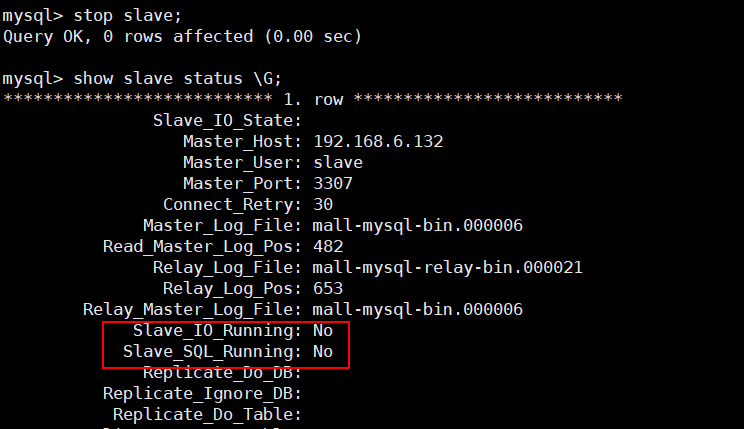 mysql> stop slave;
Query OK, 0 rows affected (0.00 sec)
mysql> show slave status \G;
*************************** 1. row ***************************
Slave_IO_State:
Master_Host: 192.168.6.132
Master_User: slave
Master_Port: 3307
Connect_Retry: 30
Master_Log_File: mall-mysql-bin.000006
Read_Master_Log_Pos: 482
Relay_Log_File: mall-mysql-relay-bin.000021
Relay_Log_Pos: 653
Relay_Master_Log_File: mall-mysql-bin.000006
Slave_IO_Running: No
Slave_SQL_Running: No
Replicate_Do_DB:
Replicate_Ignore_DB:
Replicate_Do_Table: